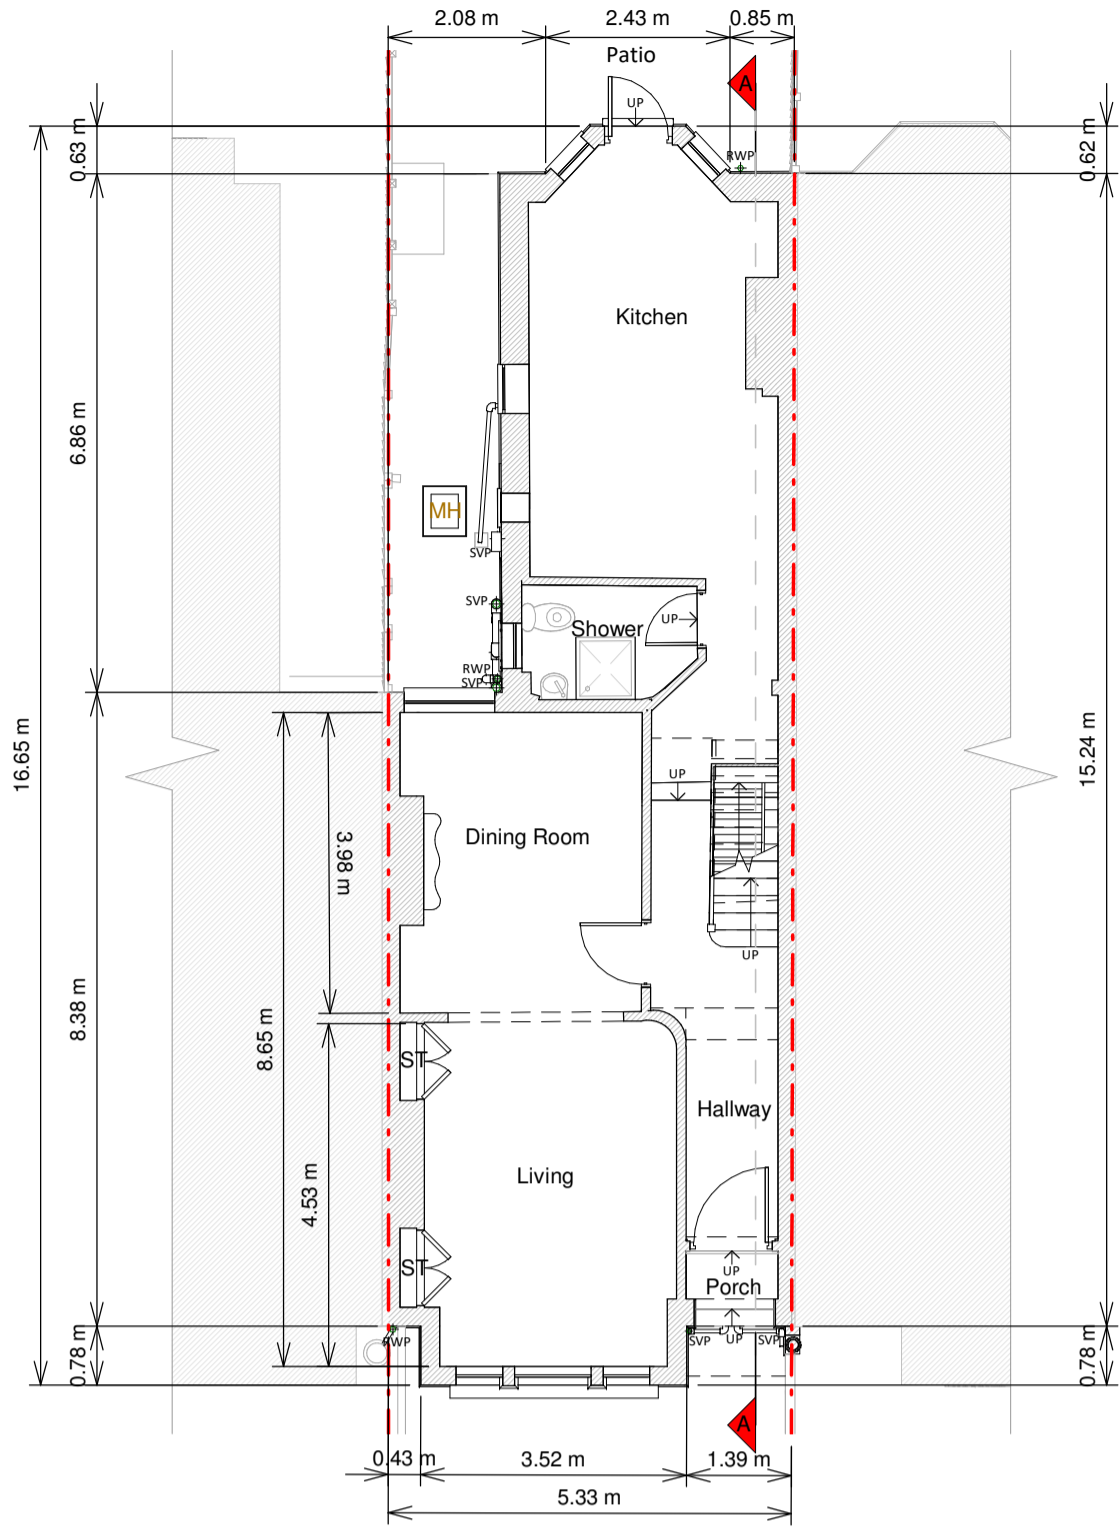 2.08 m 2.43 m 0.85 m
Patio
A
UP
0.63 m
0.62 m
RWP
Kitchen
6.86 m
MH
SVP
SVP
UP
Shower
RWP
SVP
16.65 m
15.24 m
UP
Dining Room
3.98 m
UP
8.38 m
8.65 m
ST
Hallway
4.53 m
Living
ST
UP
Porch
RWP
SVP UP SVP
0.78 m
0.78 m
A
0.43 m 3.52 m 1.39 m
5.33 m